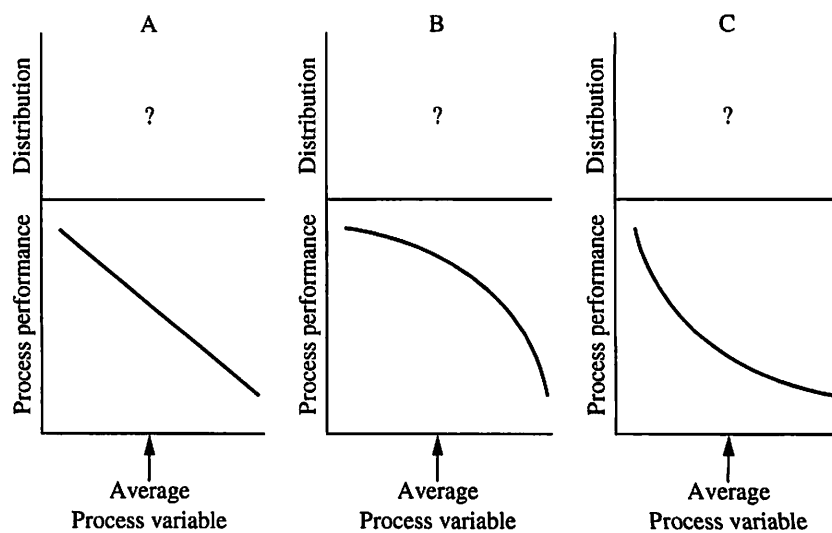 A
B
C
Distribution
?
Distribution
?
Distribution
?
Process performance
Process performance
Process performance
Average
Process variable
Average
Process variable
Average
Process variable